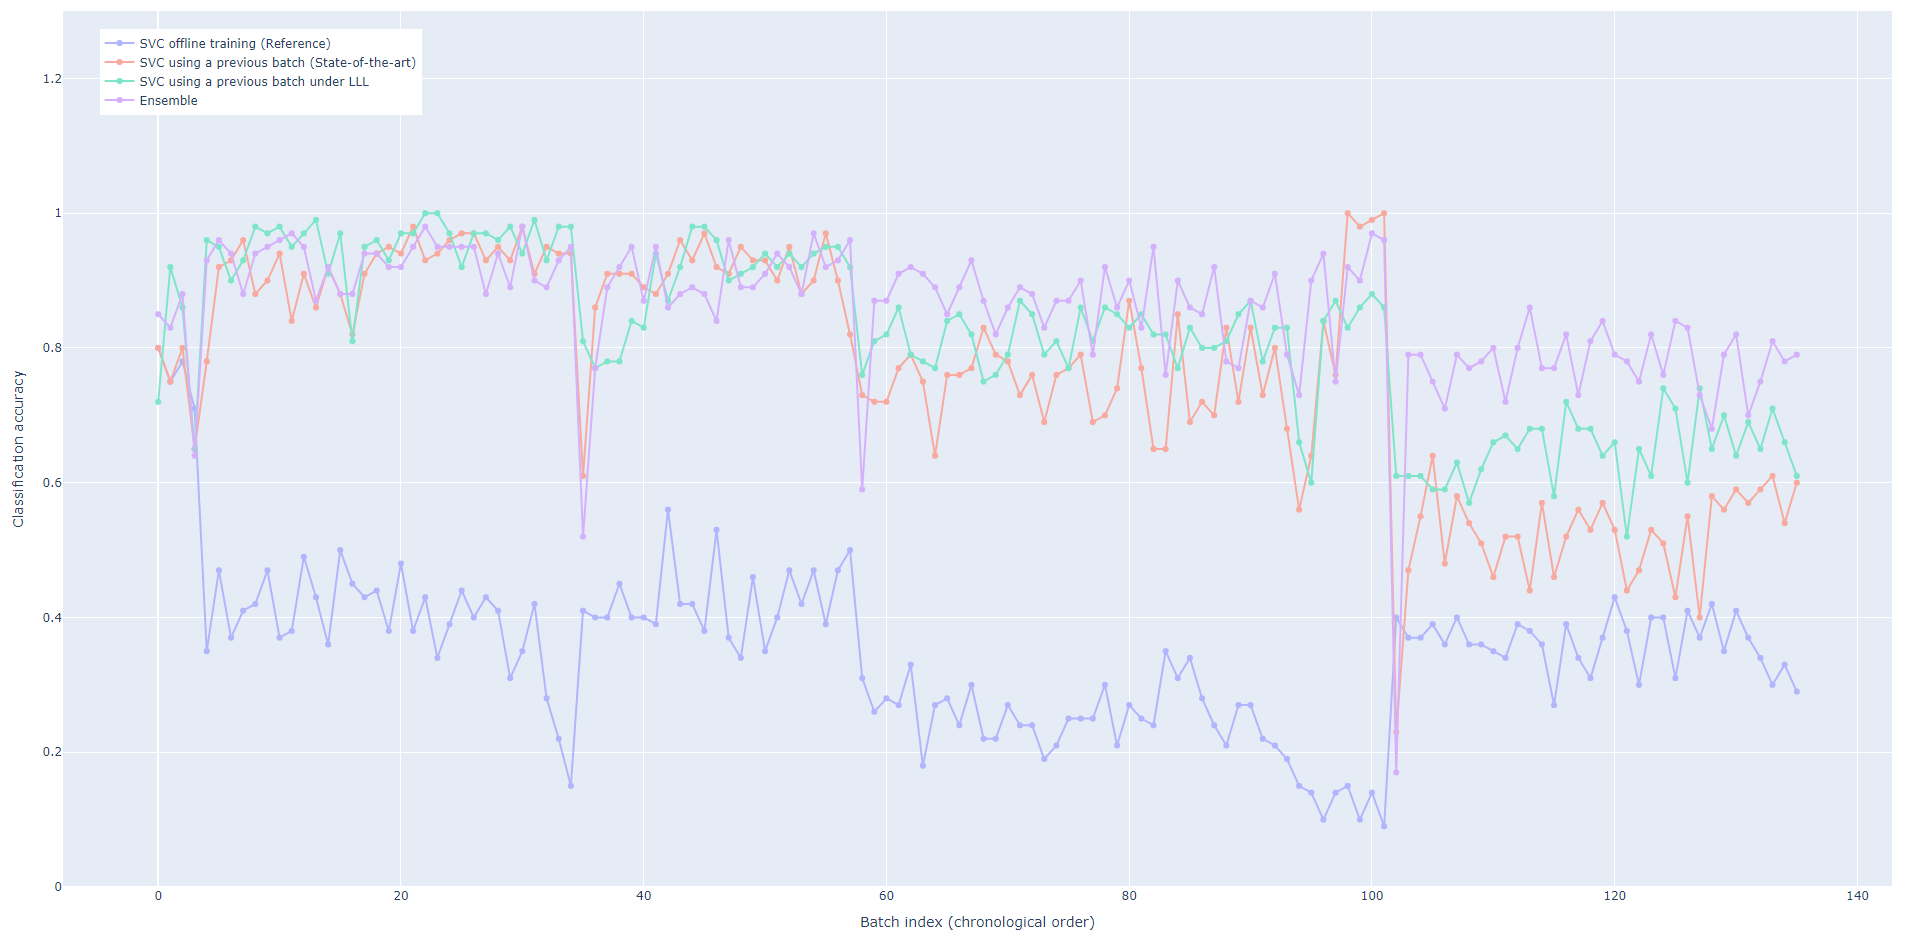 SVC offline training (Reference)
SVC using a previous batch (State-of-the-art)
SVC using a previous batch under LLL
Ensemble
1.2
1
0.8
0.6
0.4
0.2
0
Classification accuracy
0 20 40 60 80 100 120 140
Batch index (chronological order)